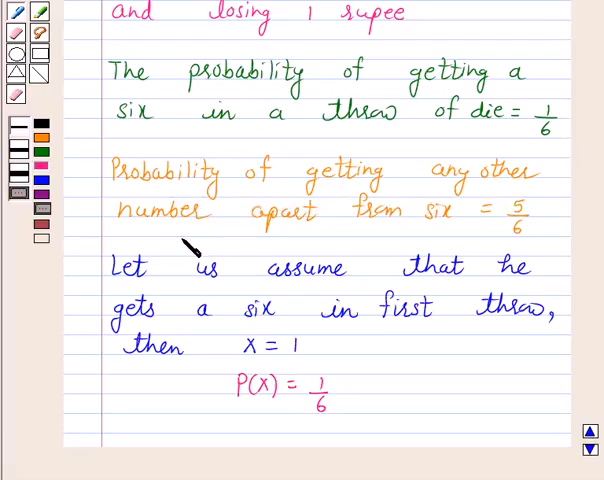 and losing 1 rupee
The probability of getting a
six in a throw of die = 1/6
Probability of getting any other
number apart from six = 5/6
Let us assume that he
gets a six in first throw,
then x = 1
P(X) = 1/6